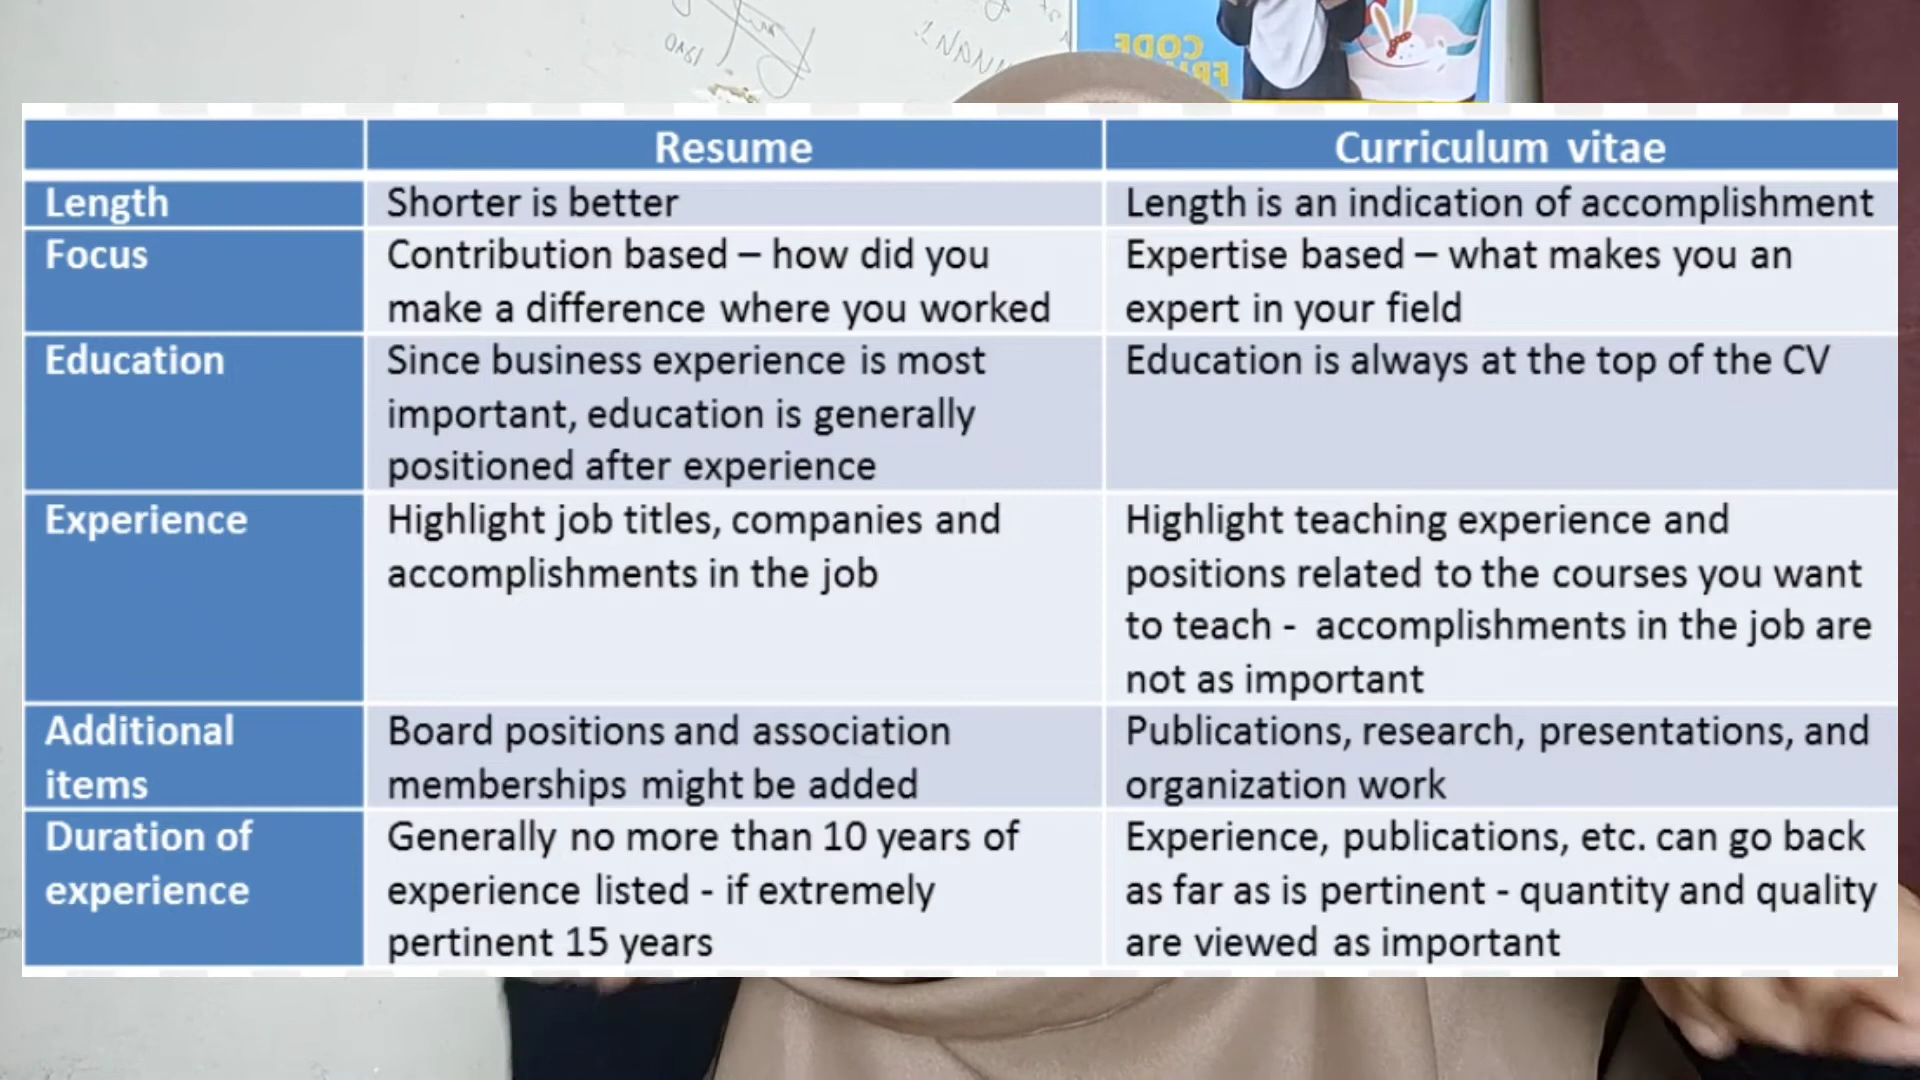 Resume
Curriculum vitae
Length
Shorter is better
Length is an indication of accomplishment
Focus
Contribution based – how did you
make a difference where you worked
Expertise based – what makes you an
expert in your field
Education
Since business experience is most
important, education is generally
positioned after experience
Education is always at the top of the CV
Experience
Highlight job titles, companies and
accomplishments in the job
Highlight teaching experience and
positions related to the courses you want
to teach - accomplishments in the job are
not as important
Additional
items
Board positions and association
memberships might be added
Publications, research, presentations, and
organization work
Duration of
experience
Generally no more than 10 years of
experience listed - if extremely
pertinent 15 years
Experience, publications, etc. can go back
as far as is pertinent - quantity and quality
are viewed as important
CODE